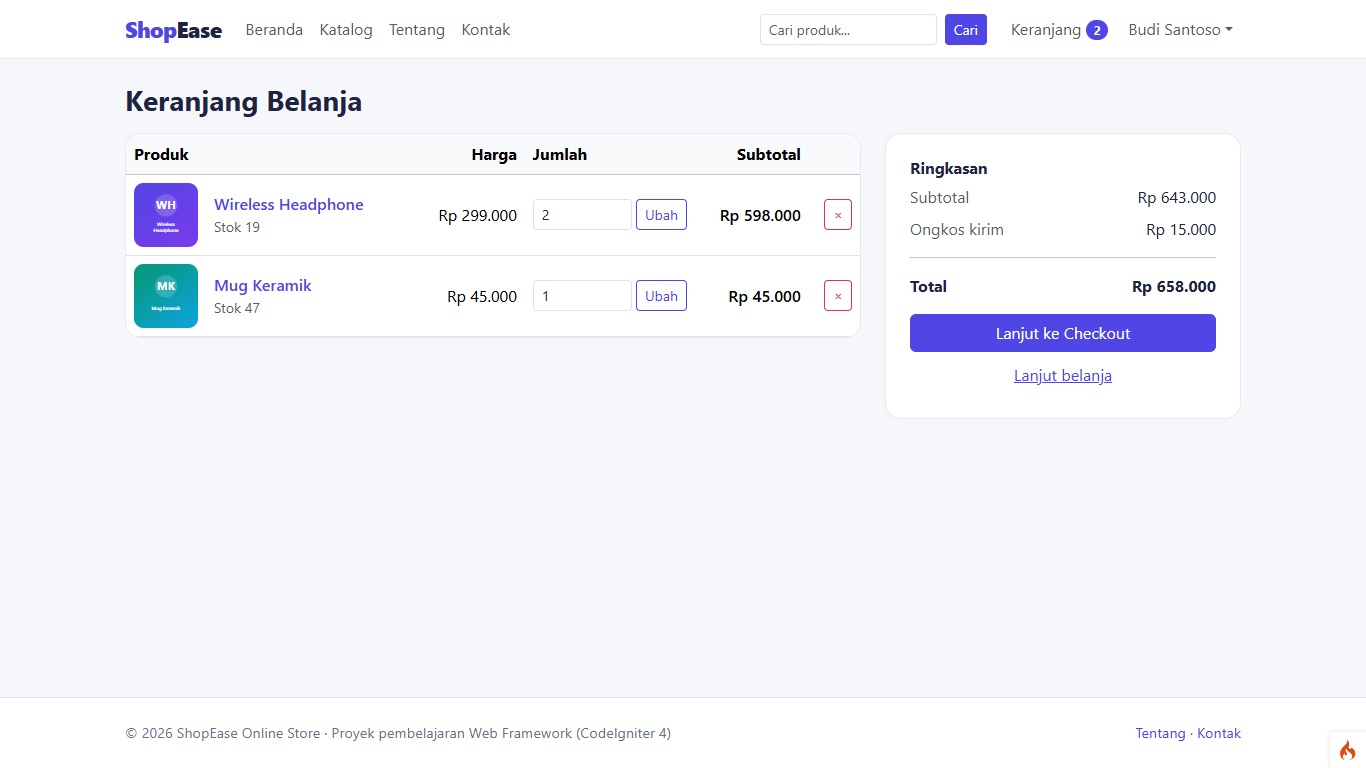 ShopEase Beranda Katalog Tentang Kontak Cari produk... Cari Keranjang 2 Budi Santoso
Keranjang Belanja
Produk Harga Jumlah Subtotal
WH
Wireless
Headphone
Wireless Headphone
Stok 19
Rp 299.000 2 Ubah Rp 598.000 ×
MK
Mug Keramik
Mug Keramik
Stok 47
Rp 45.000 1 Ubah Rp 45.000 ×
Ringkasan
Subtotal Rp 643.000
Ongkos kirim Rp 15.000
Total Rp 658.000
Lanjut ke Checkout
Lanjut belanja
© 2026 ShopEase Online Store · Proyek pembelajaran Web Framework (CodeIgniter 4) Tentang · Kontak